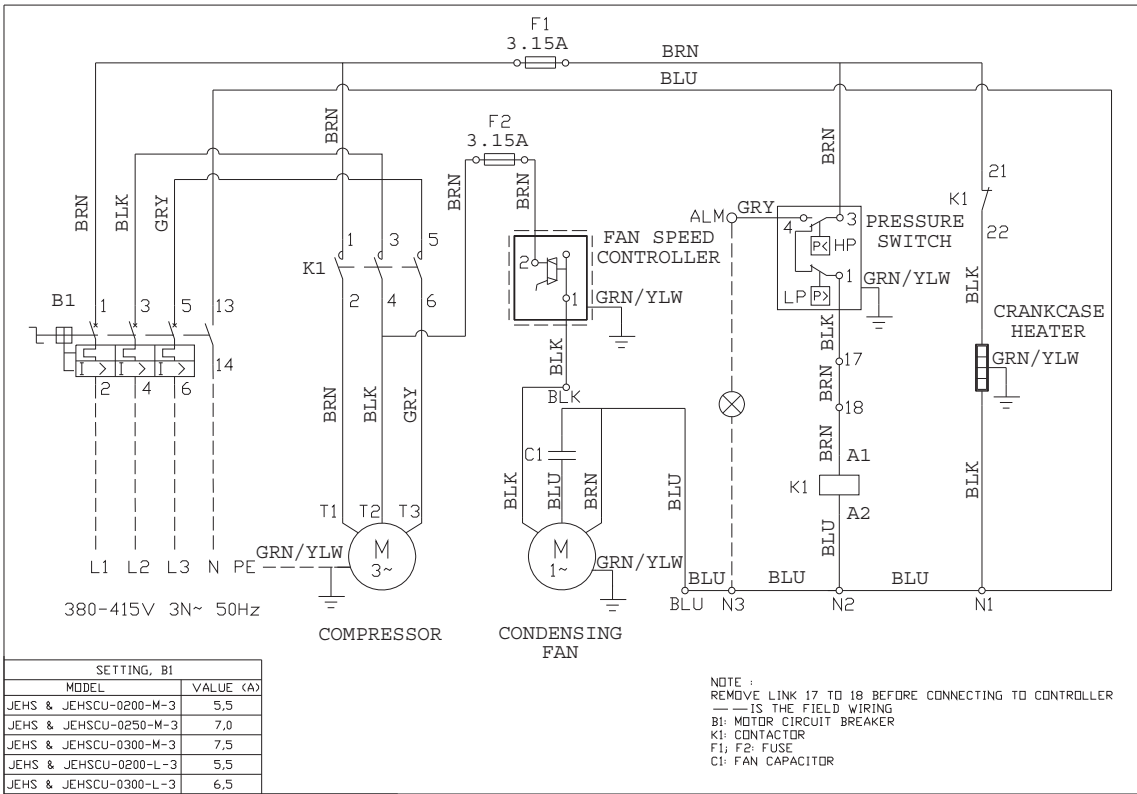 F1
3.15A
BRN
BLU
F2
3.15A
BRN
BRN
BLK
GRY
BRN
BRN
BRN
21
K1
22
ALM
GRY
4
3
P< HP
1
LP P>
PRESSURE
SWITCH
GRN/YLW
FAN SPEED
CONTROLLER
2
1
GRN/YLW
1
3
5
K1
2
4
6
B1
1
3
5
13
I >
I >
I >
14
2
4
6
BLK
BLK
BLK
CRANKCASE
HEATER
GRN/YLW
17
BRN
18
BLK
BRN
BLK
GRY
C1
BLK
BLU
BRN
BLU
BRN
A1
K1
A2
BLK
BLU
T1
T2
T3
M
3~
GRN/YLW
M
1~
GRN/YLW
L1
L2
L3
N
PE
BLU
BLU
BLU
BLU
N3
N2
N1
380-415V 3N~ 50Hz
COMPRESSOR
CONDENSING
FAN
SETTING, B1
MODEL VALUE (A)
JEHS & JEHSCU-0200-M-3 5,5
JEHS & JEHSCU-0250-M-3 7,0
JEHS & JEHSCU-0300-M-3 7,5
JEHS & JEHSCU-0200-L-3 5,5
JEHS & JEHSCU-0300-L-3 6,5
NOTE :
REMOVE LINK 17 TO 18 BEFORE CONNECTING TO CONTROLLER
— — IS THE FIELD WIRING
B1: MOTOR CIRCUIT BREAKER
K1: CONTACTOR
F1; F2: FUSE
C1: FAN CAPACITOR